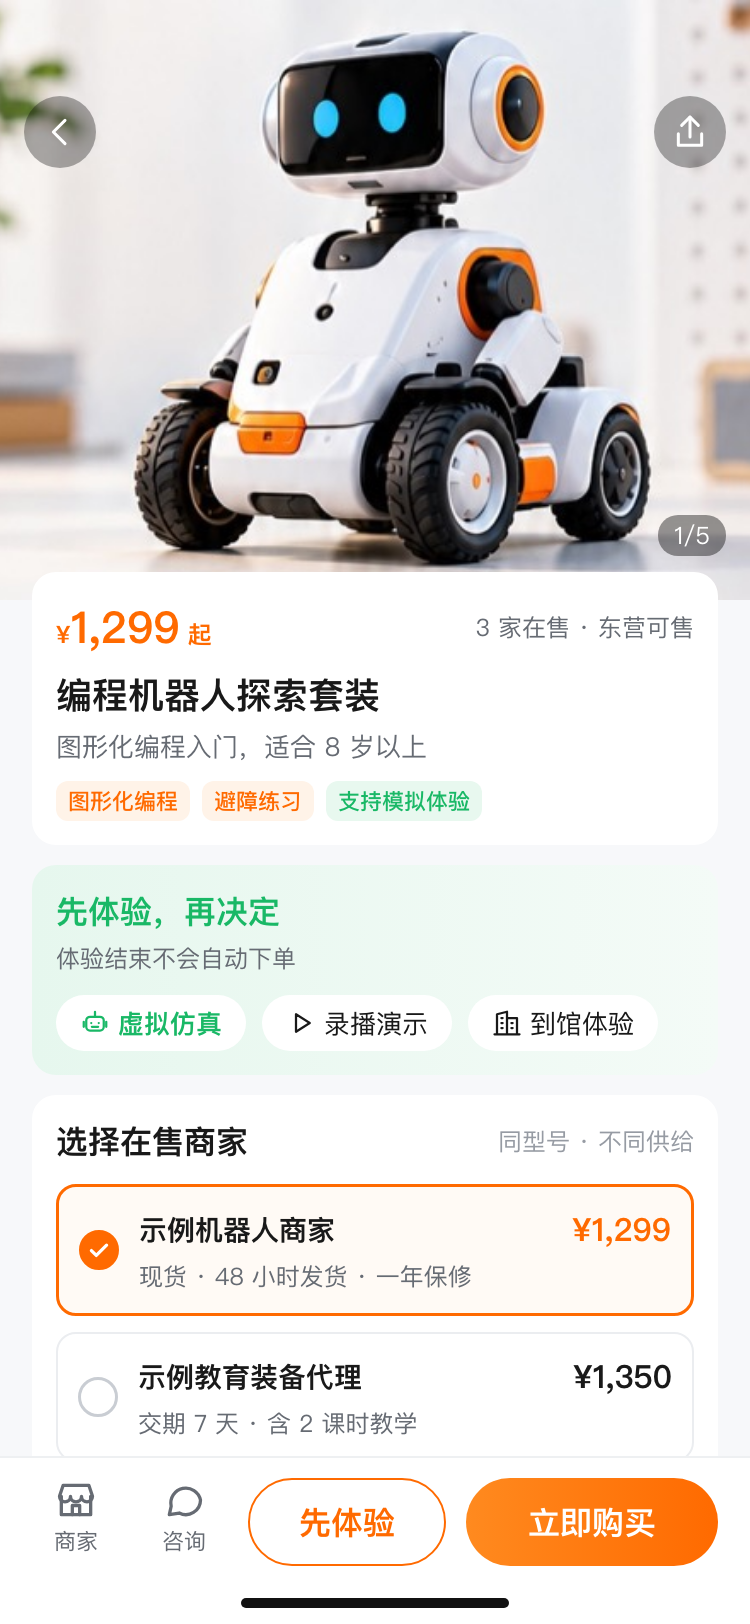 1/5
¥1,299 起
3 家在售 · 东营可售
编程机器人探索套装
图形化编程入门，适合 8 岁以上
图形化编程
避障练习
支持模拟体验
先体验，再决定
体验结束不会自动下单
虚拟仿真
录播演示
到馆体验
选择在售商家
同型号 · 不同供给
示例机器人商家
¥1,299
现货 · 48 小时发货 · 一年保修
示例教育装备代理
¥1,350
交期 7 天 · 含 2 课时教学
商家
咨询
先体验
立即购买